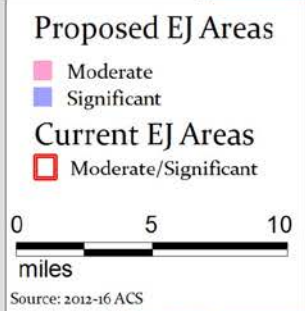 Proposed EJ Areas
Moderate
Significant
Current EJ Areas
Moderate/Significant
0 5 10
miles
Source: 2012-16 ACS